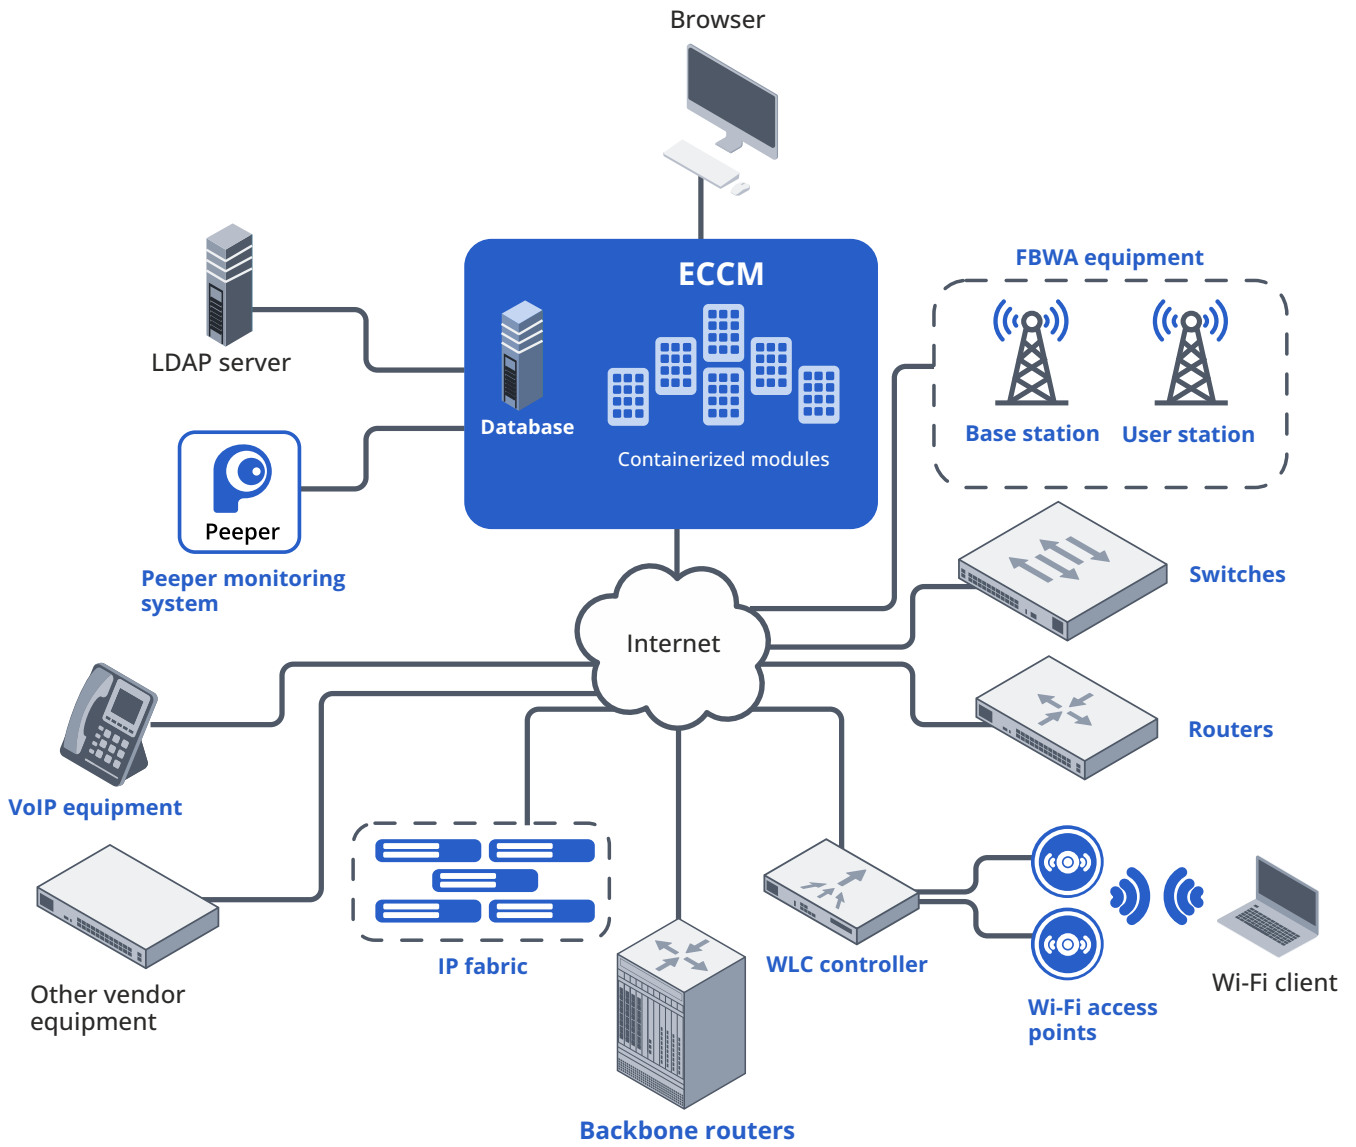 Browser
ECCM
FBWA equipment
LDAP server
Database
Containerized modules
Base station
User station
Peeper
Peeper monitoring
system
Switches
Internet
Routers
VoIP equipment
IP fabric
WLC controller
Wi-Fi client
Other vendor
equipment
Wi-Fi access
points
Backbone routers